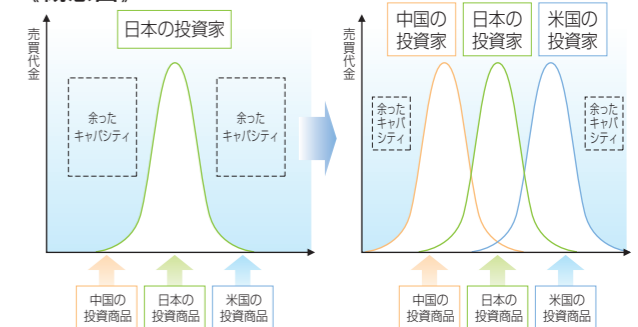 売買代金
日本の投資家
余った
キャパシティ
余った
キャパシティ
中国の
投資商品
日本の
投資商品
米国の
投資商品
売買代金
中国の
投資家
日本の
投資家
米国の
投資家
余った
キャパ
シティ
余った
キャパ
シティ
中国の
投資商品
日本の
投資商品
米国の
投資商品